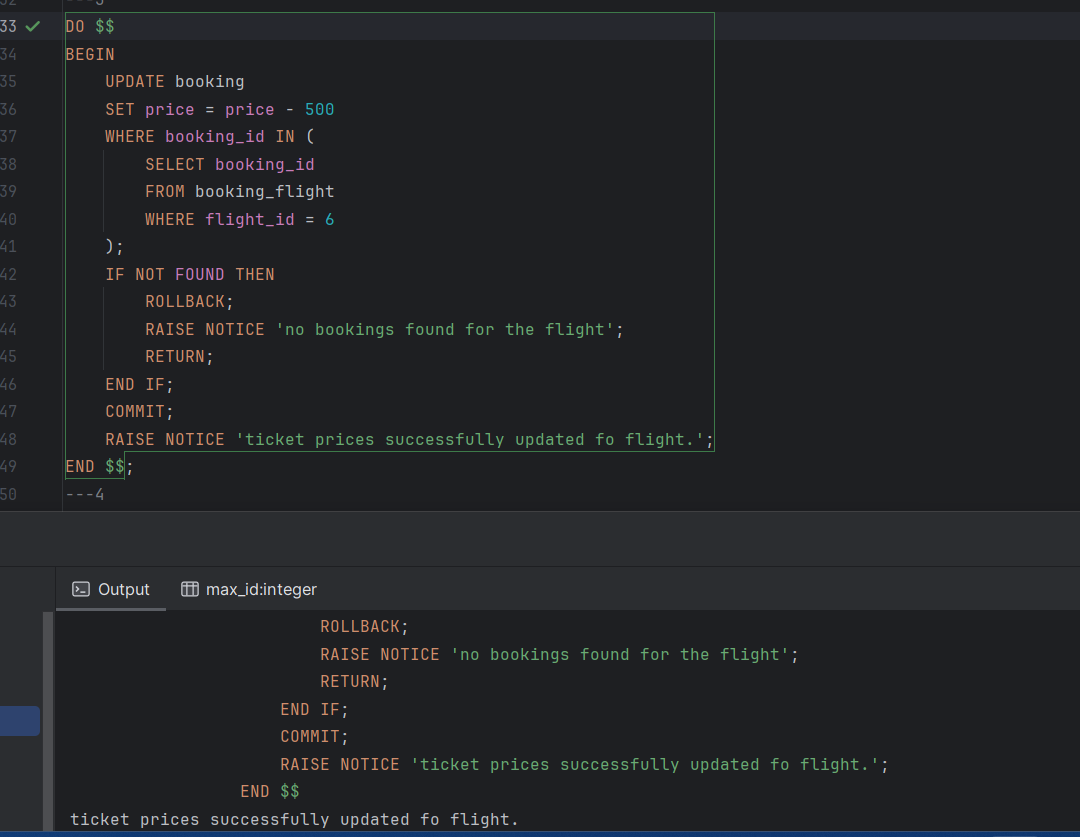 33 DO $$
34 BEGIN
35     UPDATE booking
36     SET price = price - 500
37     WHERE booking_id IN (
38         SELECT booking_id
39         FROM booking_flight
40         WHERE flight_id = 6
41     );
42     IF NOT FOUND THEN
43         ROLLBACK;
44         RAISE NOTICE 'no bookings found for the flight';
45         RETURN;
46     END IF;
47     COMMIT;
48     RAISE NOTICE 'ticket prices successfully updated fo flight.';
49 END $$;
50 ---4
Output max_id:integer
ROLLBACK;
RAISE NOTICE 'no bookings found for the flight';
RETURN;
END IF;
COMMIT;
RAISE NOTICE 'ticket prices successfully updated fo flight.';
END $$
ticket prices successfully updated fo flight.